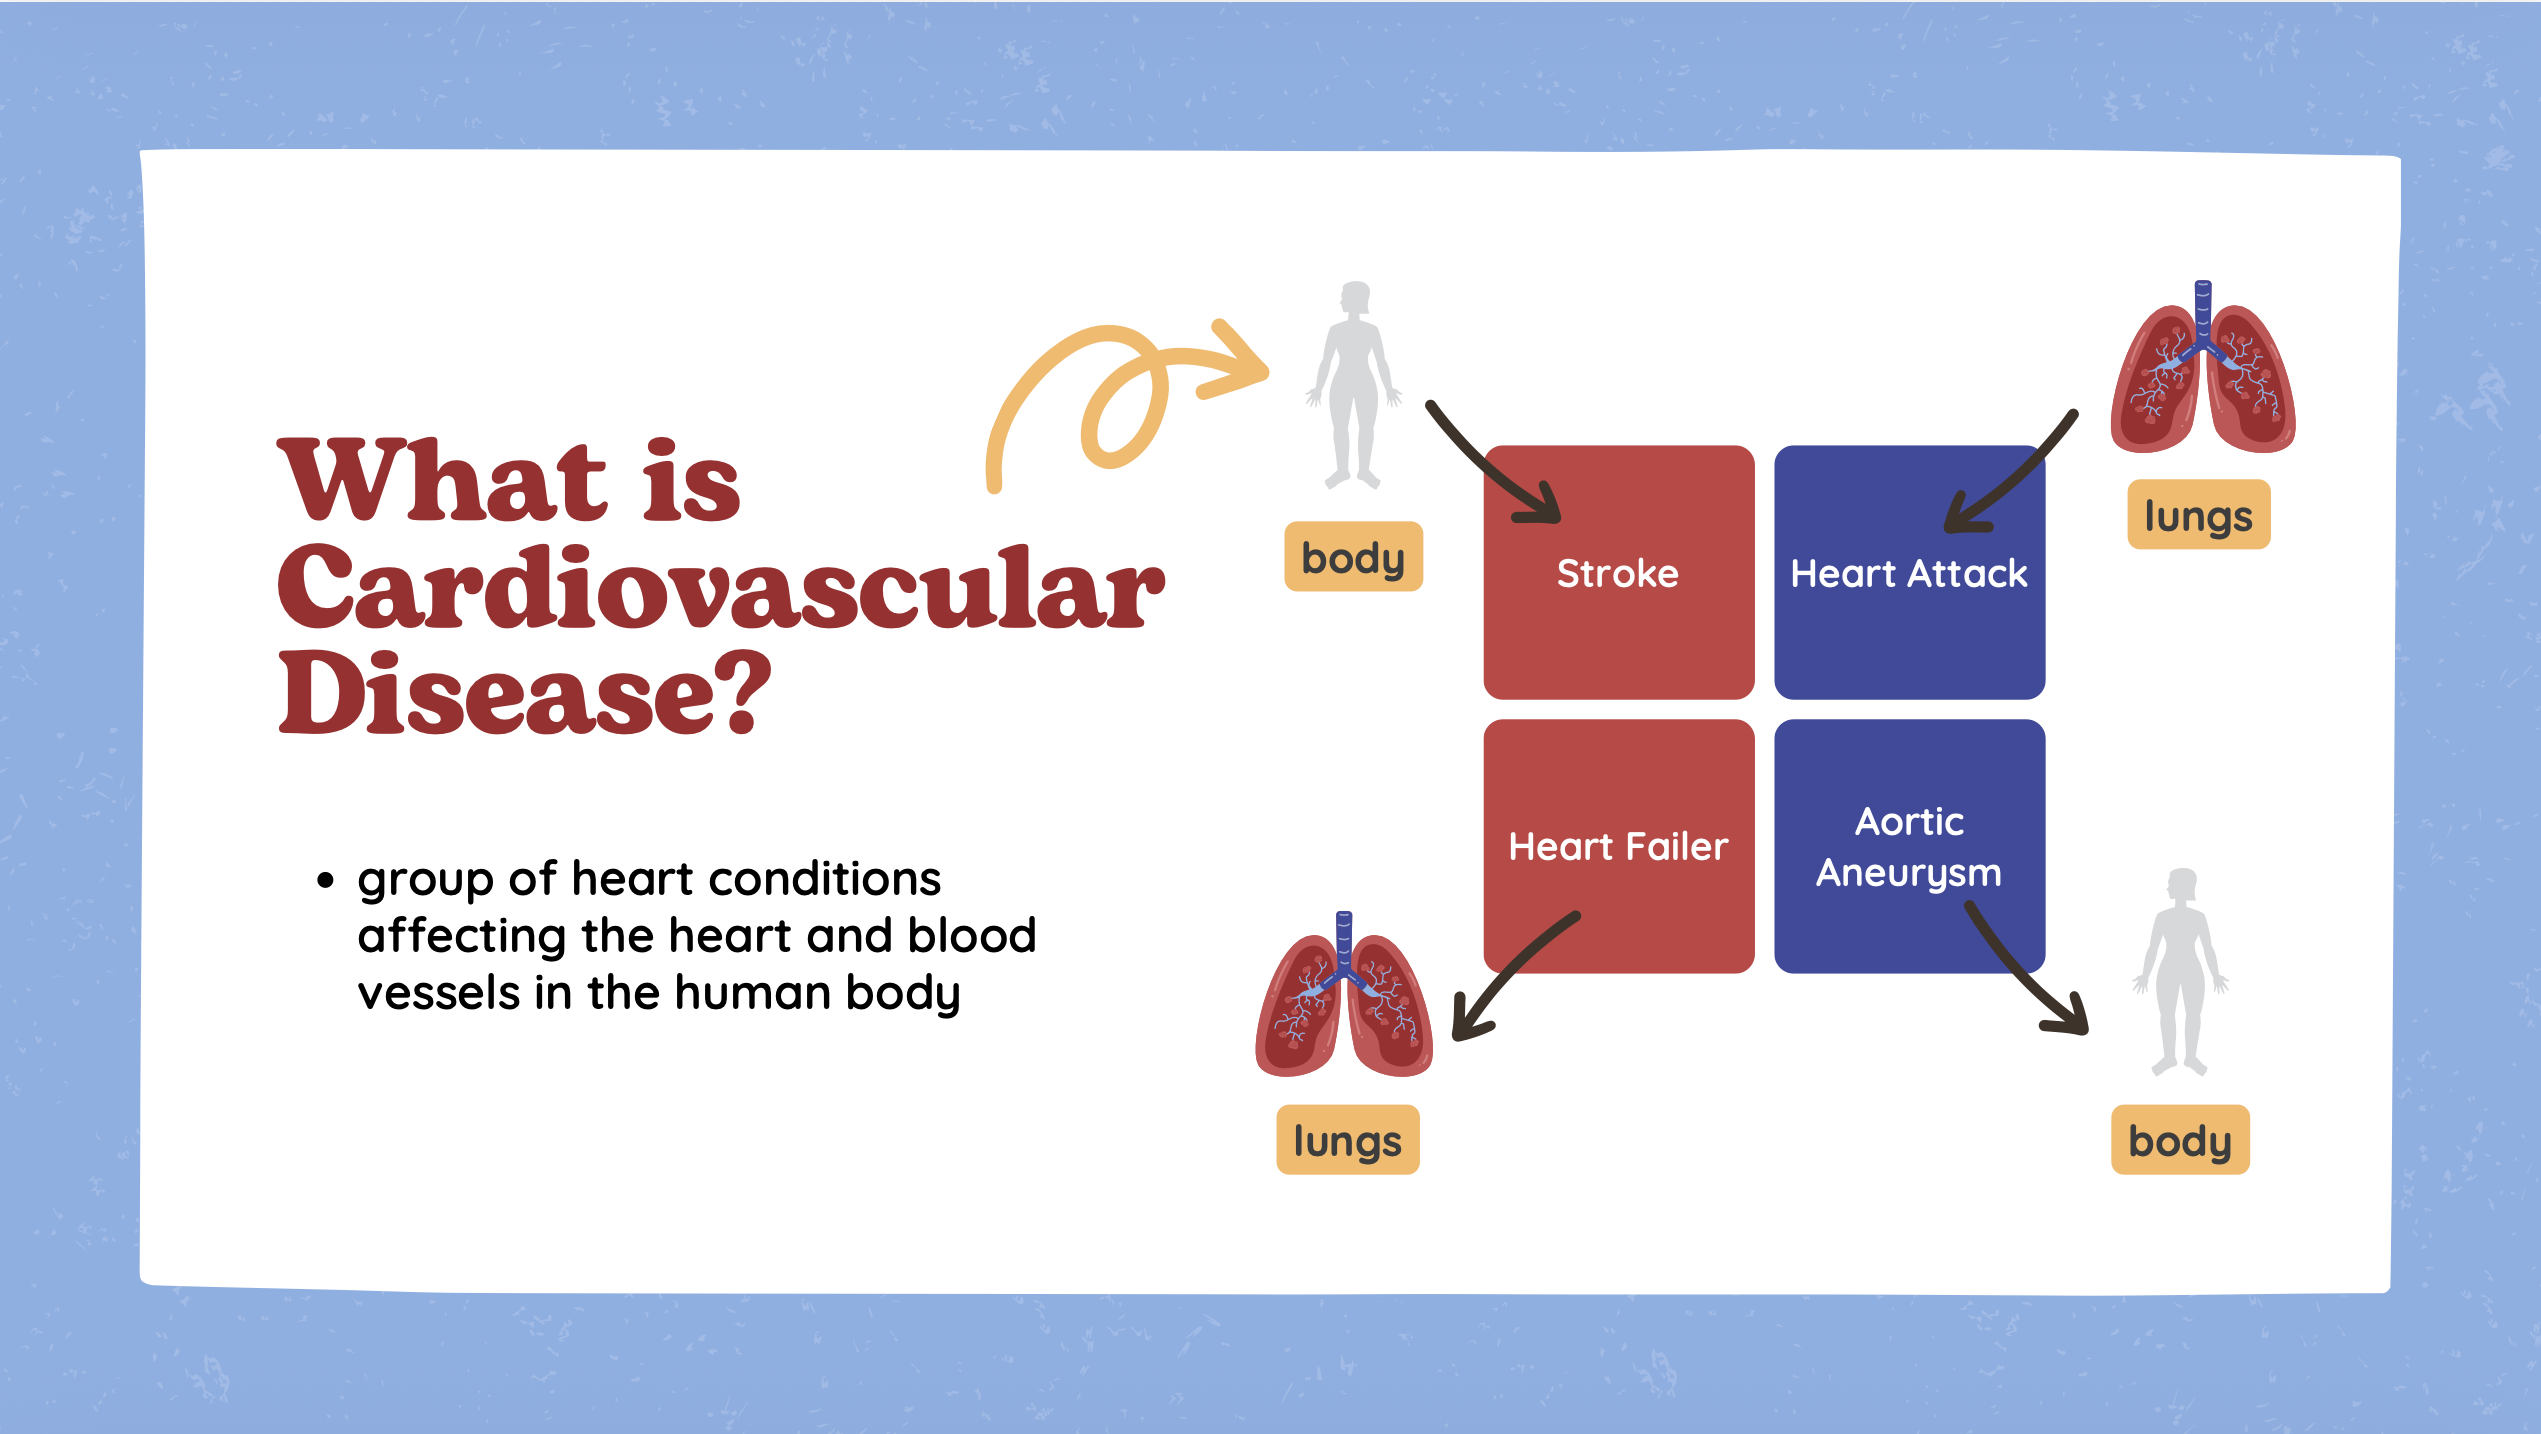 What is
Cardiovascular
Disease?
• group of heart conditions
affecting the heart and blood
vessels in the human body
body
lungs
Stroke
Heart Attack
Heart Failer
Aortic
Aneurysm
lungs
body